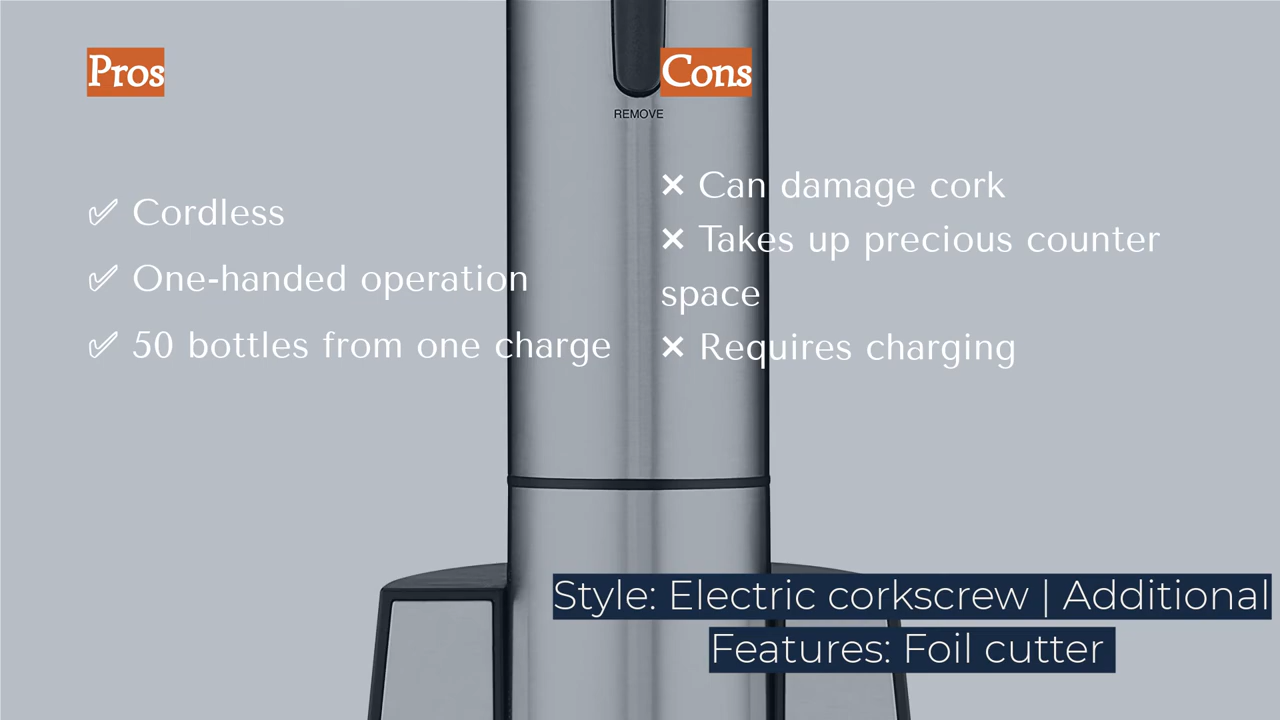 Pros
✅ Cordless
✅ One-handed operation
✅ 50 bottles from one charge
REMOVE
Cons
❌ Can damage cork
❌ Takes up precious counter
space
❌ Requires charging
Style: Electric corkscrew | Additional
Features: Foil cutter